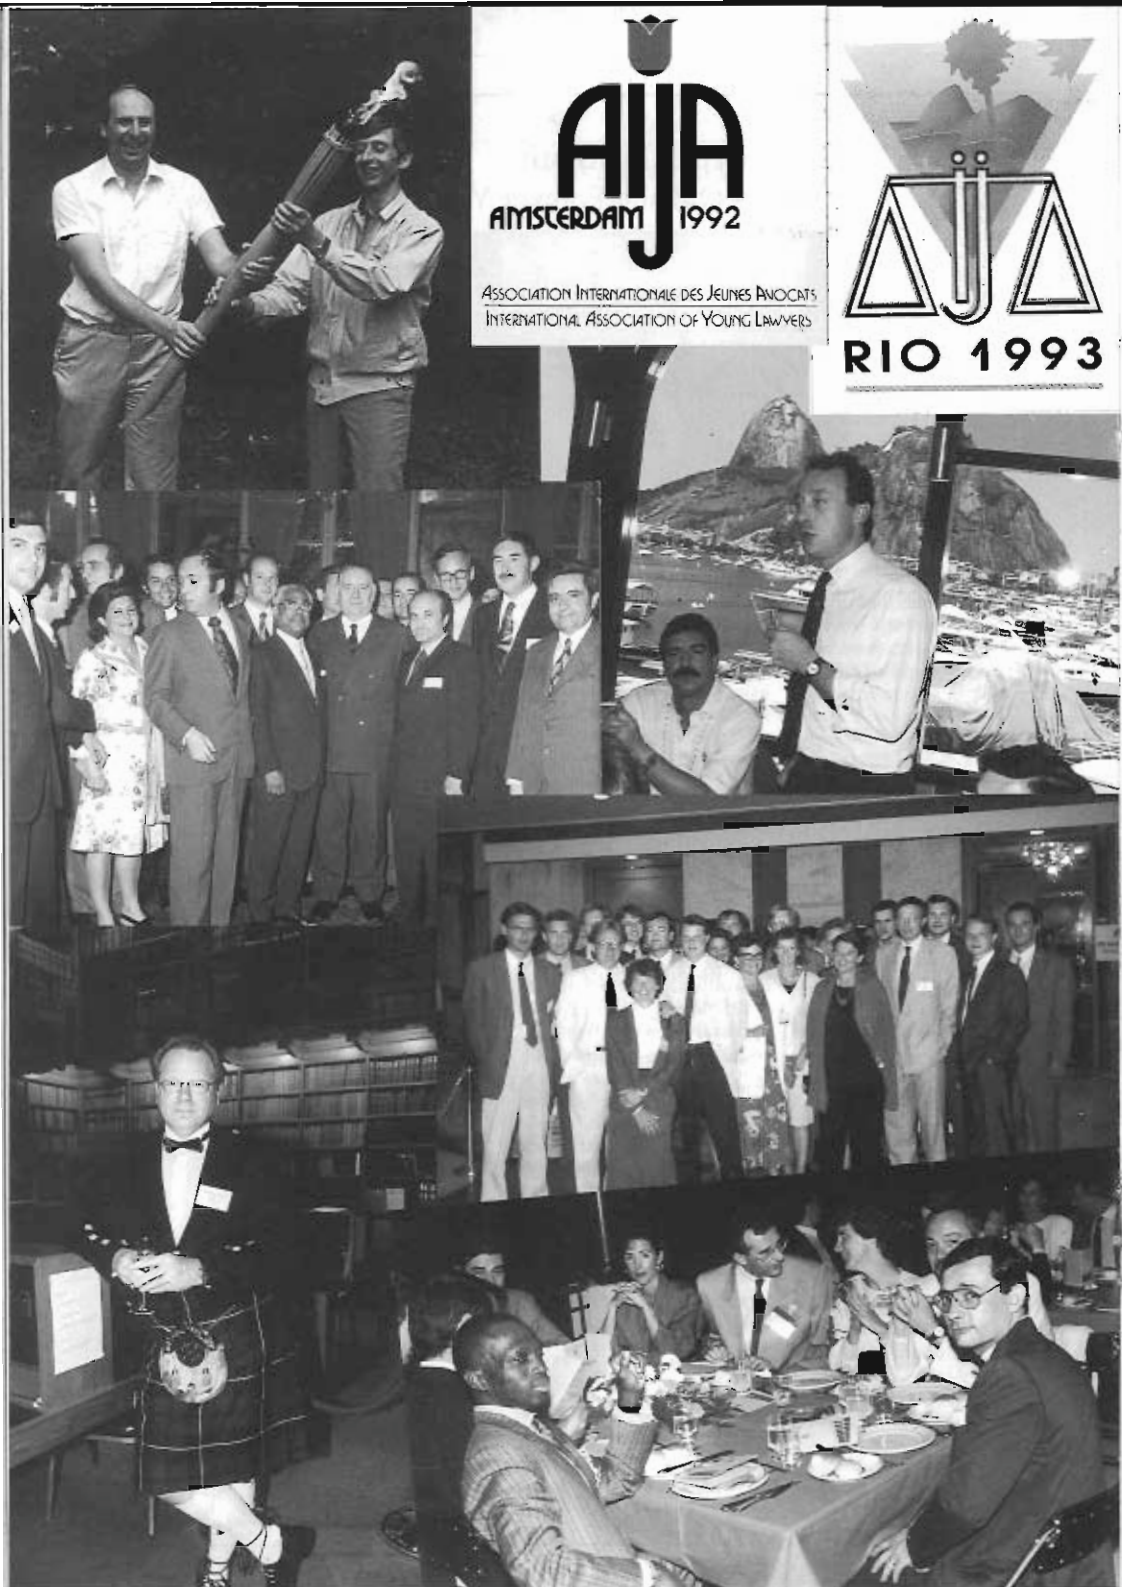 AIJA
AMSTERDAM 1992
ASSOCIATION INTERNATIONALE DES JEUNES AVOCATS
INTERNATIONAL ASSOCIATION OF YOUNG LAWYERS
AIJA
RIO 1993